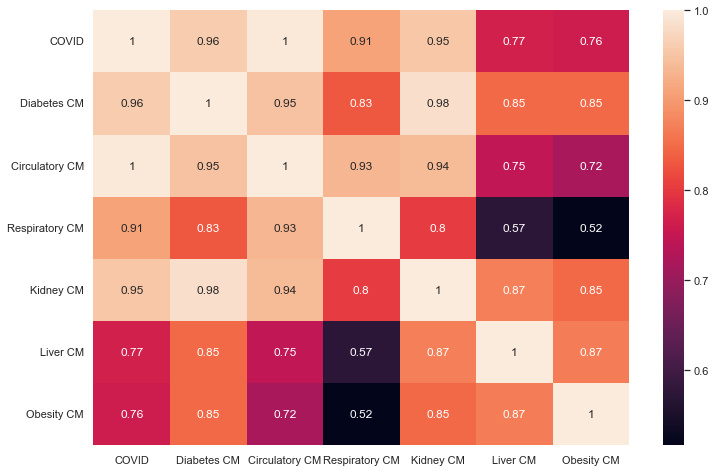 COVID 1 0.96 1 0.91 0.95 0.77 0.76
Diabetes CM 0.96 1 0.95 0.83 0.98 0.85 0.85
Circulatory CM 1 0.95 1 0.93 0.94 0.75 0.72
Respiratory CM 0.91 0.83 0.93 1 0.8 0.57 0.52
Kidney CM 0.95 0.98 0.94 0.8 1 0.87 0.85
Liver CM 0.77 0.85 0.75 0.57 0.87 1 0.87
Obesity CM 0.76 0.85 0.72 0.52 0.85 0.87 1
COVID Diabetes CM Circulatory CM Respiratory CM Kidney CM Liver CM Obesity CM
1.0
0.9
0.8
0.7
0.6